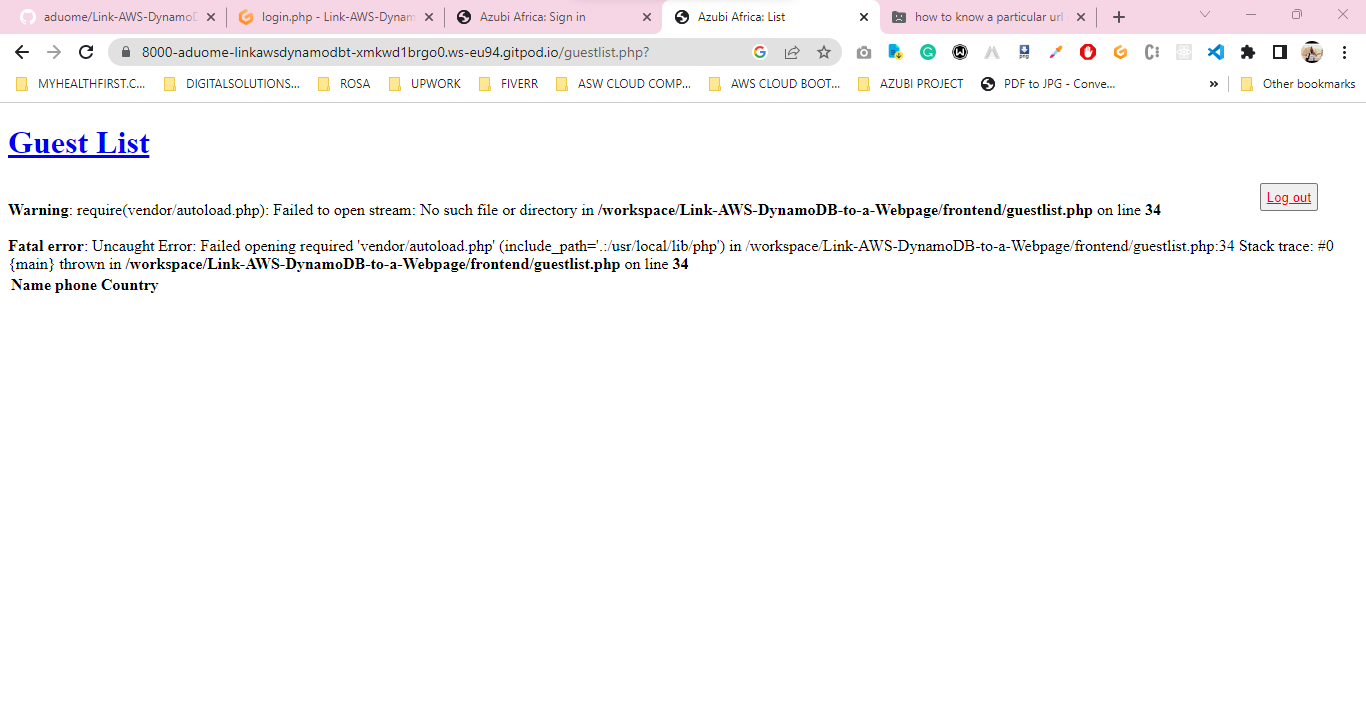 aduome/Link-AWS-DynamoD
login.php - Link-AWS-Dynam
Azubi Africa: Sign in
Azubi Africa: List
how to know a particular url
8000-aduome-linkawsdynamodbt-xmkwd1brgo0.ws-eu94.gitpod.io/guestlist.php?
MYHEALTHFIRST.C...
DIGITALSOLUTIONS...
ROSA
UPWORK
FIVERR
ASW CLOUD COMP...
AWS CLOUD BOOT...
AZUBI PROJECT
PDF to JPG - Conve...
»
Other bookmarks
Guest List
Log out
Warning: require(vendor/autoload.php): Failed to open stream: No such file or directory in /workspace/Link-AWS-DynamoDB-to-a-Webpage/frontend/guestlist.php on line 34
Fatal error: Uncaught Error: Failed opening required 'vendor/autoload.php' (include_path='.:/usr/local/lib/php') in /workspace/Link-AWS-DynamoDB-to-a-Webpage/frontend/guestlist.php:34 Stack trace: #0
{main} thrown in /workspace/Link-AWS-DynamoDB-to-a-Webpage/frontend/guestlist.php on line 34
Name phone Country